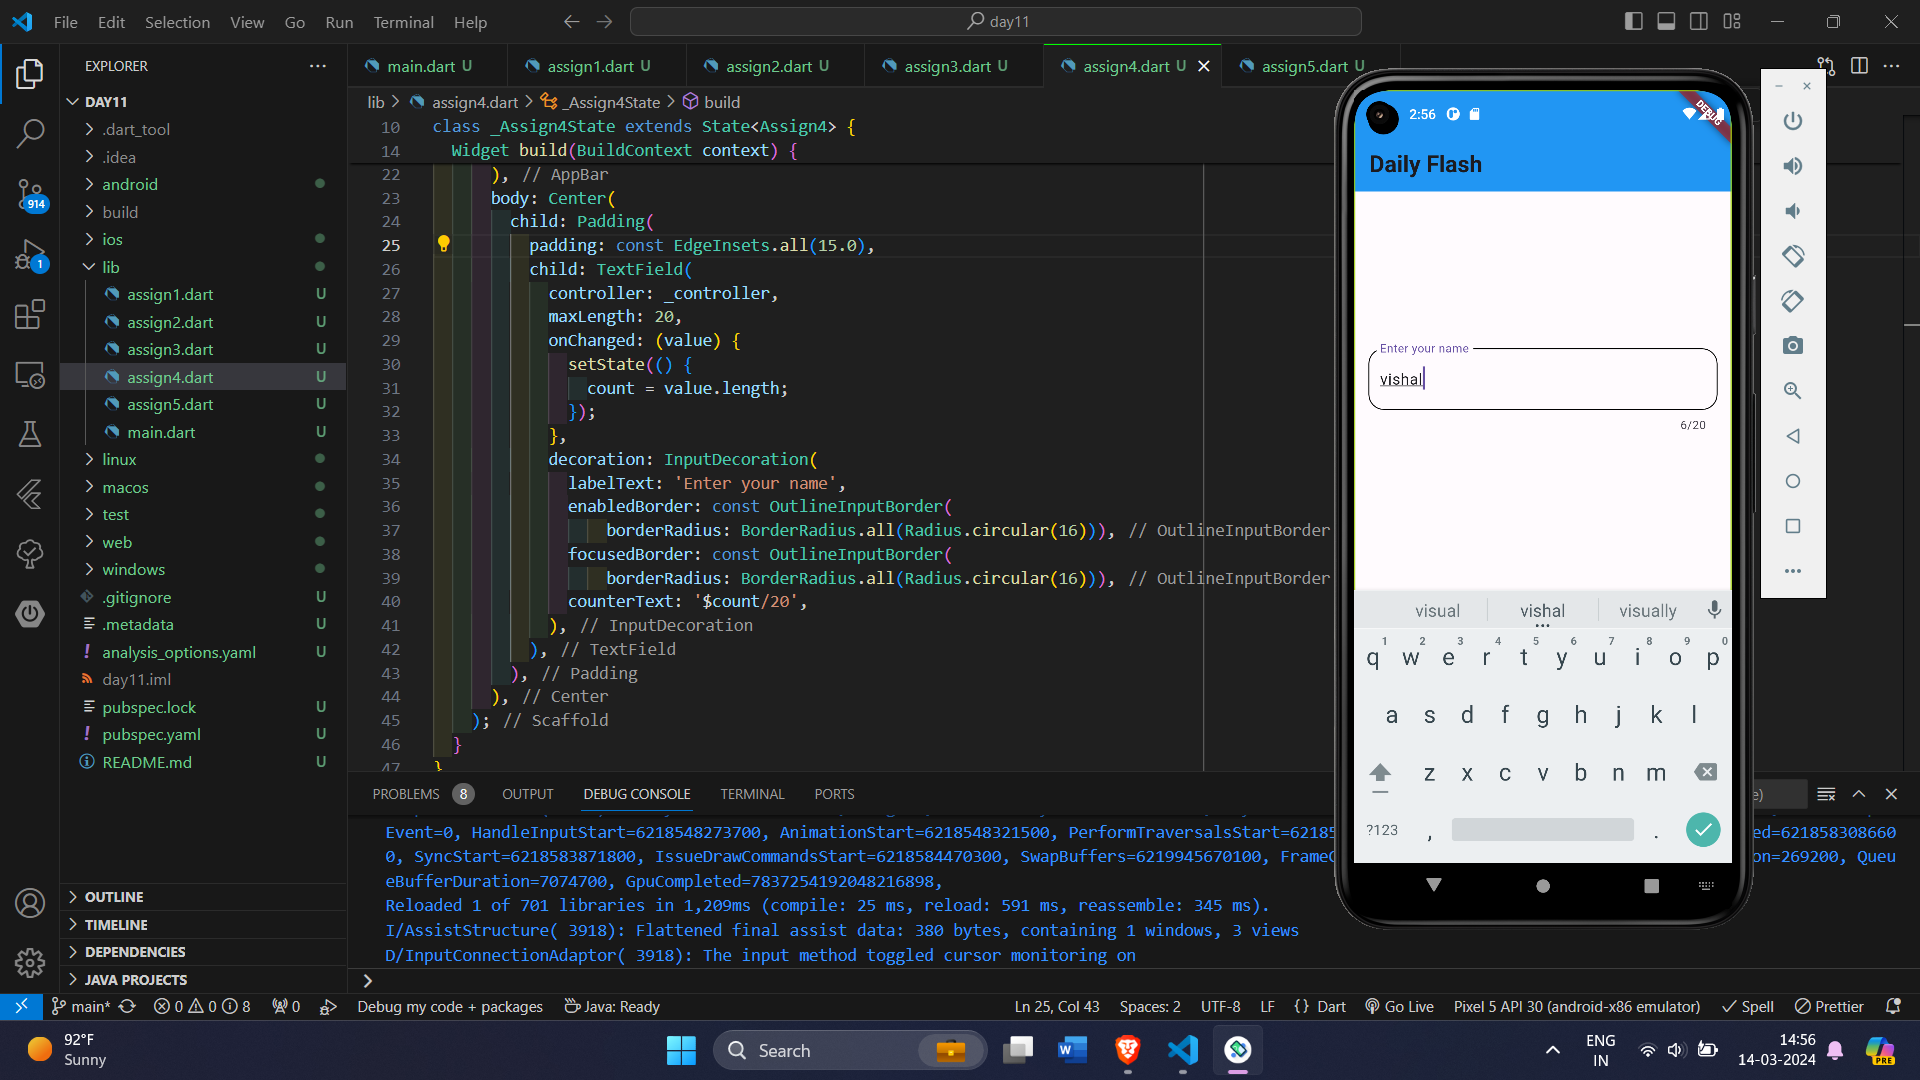 File Edit Selection View Go Run Terminal Help
day11
EXPLORER
DAY11
.dart_tool
.idea
android
build
ios
lib
assign1.dart U
assign2.dart U
assign3.dart U
assign4.dart U
assign5.dart U
main.dart U
linux
macos
test
web
windows
.gitignore U
.metadata U
analysis_options.yaml U
day11.iml
pubspec.lock U
pubspec.yaml U
README.md U
OUTLINE
TIMELINE
DEPENDENCIES
JAVA PROJECTS
914
1
main.dart U assign1.dart U assign2.dart U assign3.dart U assign4.dart U assign5.dart U
lib > assign4.dart > _Assign4State > build
10 class _Assign4State extends State<Assign4> {
14 Widget build(BuildContext context) {
22 ), // AppBar
23 body: Center(
24 child: Padding(
25 padding: const EdgeInsets.all(15.0),
26 child: TextField(
27 controller: _controller,
28 maxLength: 20,
29 onChanged: (value) {
30 setState(() {
31 count = value.length;
32 });
33 },
34 decoration: InputDecoration(
35 labelText: 'Enter your name',
36 enabledBorder: const OutlineInputBorder(
37 borderRadius: BorderRadius.all(Radius.circular(16))), // OutlineInputBorder
38 focusedBorder: const OutlineInputBorder(
39 borderRadius: BorderRadius.all(Radius.circular(16))), // OutlineInputBorder
40 counterText: '$count/20',
41 ), // InputDecoration
42 ), // TextField
43 ), // Padding
44 ), // Center
45 ); // Scaffold
46 }
47 }
PROBLEMS 8 OUTPUT DEBUG CONSOLE TERMINAL PORTS
Event=0, HandleInputStart=6218548273700, AnimationStart=6218548321500, PerformTraversalsStart=6218 ed=621858308660
0, SyncStart=6218583871800, IssueDrawCommandsStart=6218584470300, SwapBuffers=6219945670100, FrameC on=269200, Queu
eBufferDuration=7074700, GpuCompleted=7837254192048216898,
Reloaded 1 of 701 libraries in 1,209ms (compile: 25 ms, reload: 591 ms, reassemble: 345 ms).
I/AssistStructure( 3918): Flattened final assist data: 380 bytes, containing 1 windows, 3 views
D/InputConnectionAdaptor( 3918): The input method toggled cursor monitoring on
2:56
DEBUG
Daily Flash
Enter your name
vishal
6/20
visual vishal visually
1 2 3 4 5 6 7 8 9 0
q w e r t y u i o p
a s d f g h j k l
z x c v b n m
?123 , .
main* 0 0 8 0 Debug my code + packages Java: Ready Ln 25, Col 43 Spaces: 2 UTF-8 LF {} Dart Go Live Pixel 5 API 30 (android-x86 emulator) Spell Prettier
92°F
Sunny
Search
ENG
IN
14:56
14-03-2024
PRE